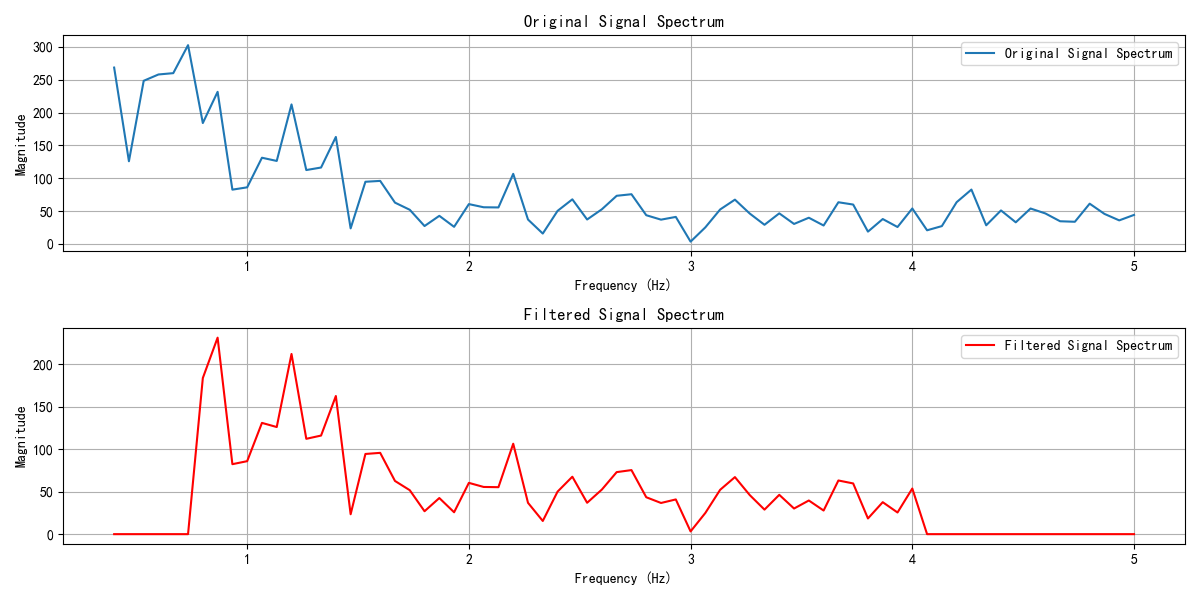 Original Signal Spectrum
300
250
200
150
100
50
0
Magnitude
Original Signal Spectrum
1 2 3 4 5
Frequency (Hz)
Filtered Signal Spectrum
200
150
100
50
0
Magnitude
Filtered Signal Spectrum
1 2 3 4 5
Frequency (Hz)